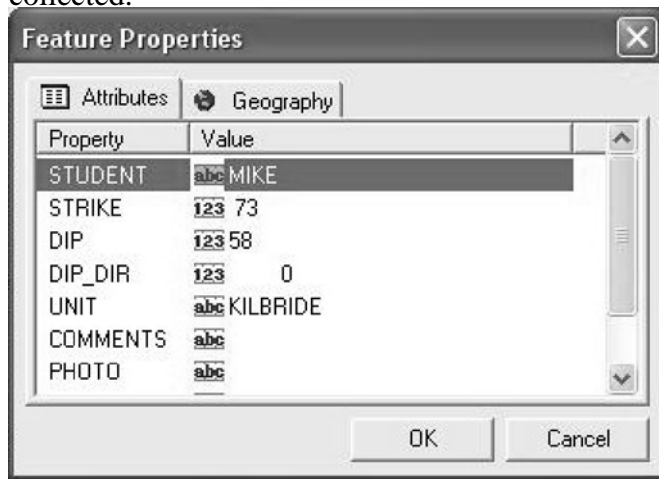 collected.
Feature Properties
Attributes Geography
Property Value
STUDENT abc MIKE
STRIKE 123 73
DIP 123 58
DIP_DIR 123 0
UNIT abc KILBRIDE
COMMENTS abc
PHOTO abc
OK Cancel